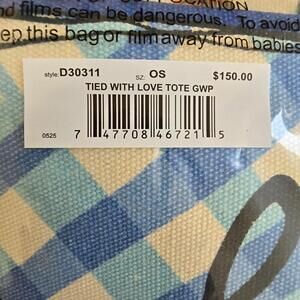 d films can be dangerous. To avoid
ep this bag or film away from babies
style: D30311 SZ: OS $150.00
TIED WITH LOVE TOTE GWP
0525
7 47708 46721 5